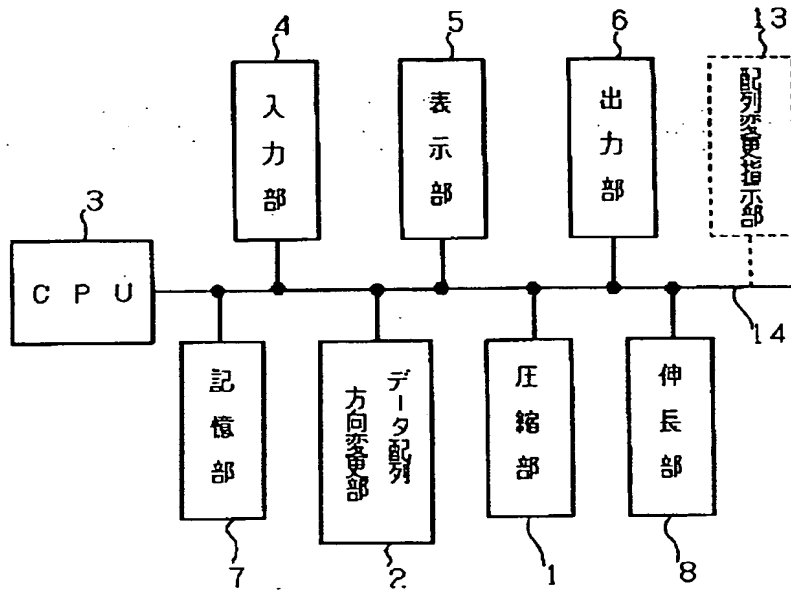 4
入力部
5
表示部
6
出力部
13
配列変更指示部
3
CPU
14
記憶部
7
データ配列
方向変更部
2
圧縮部
1
伸長部
8